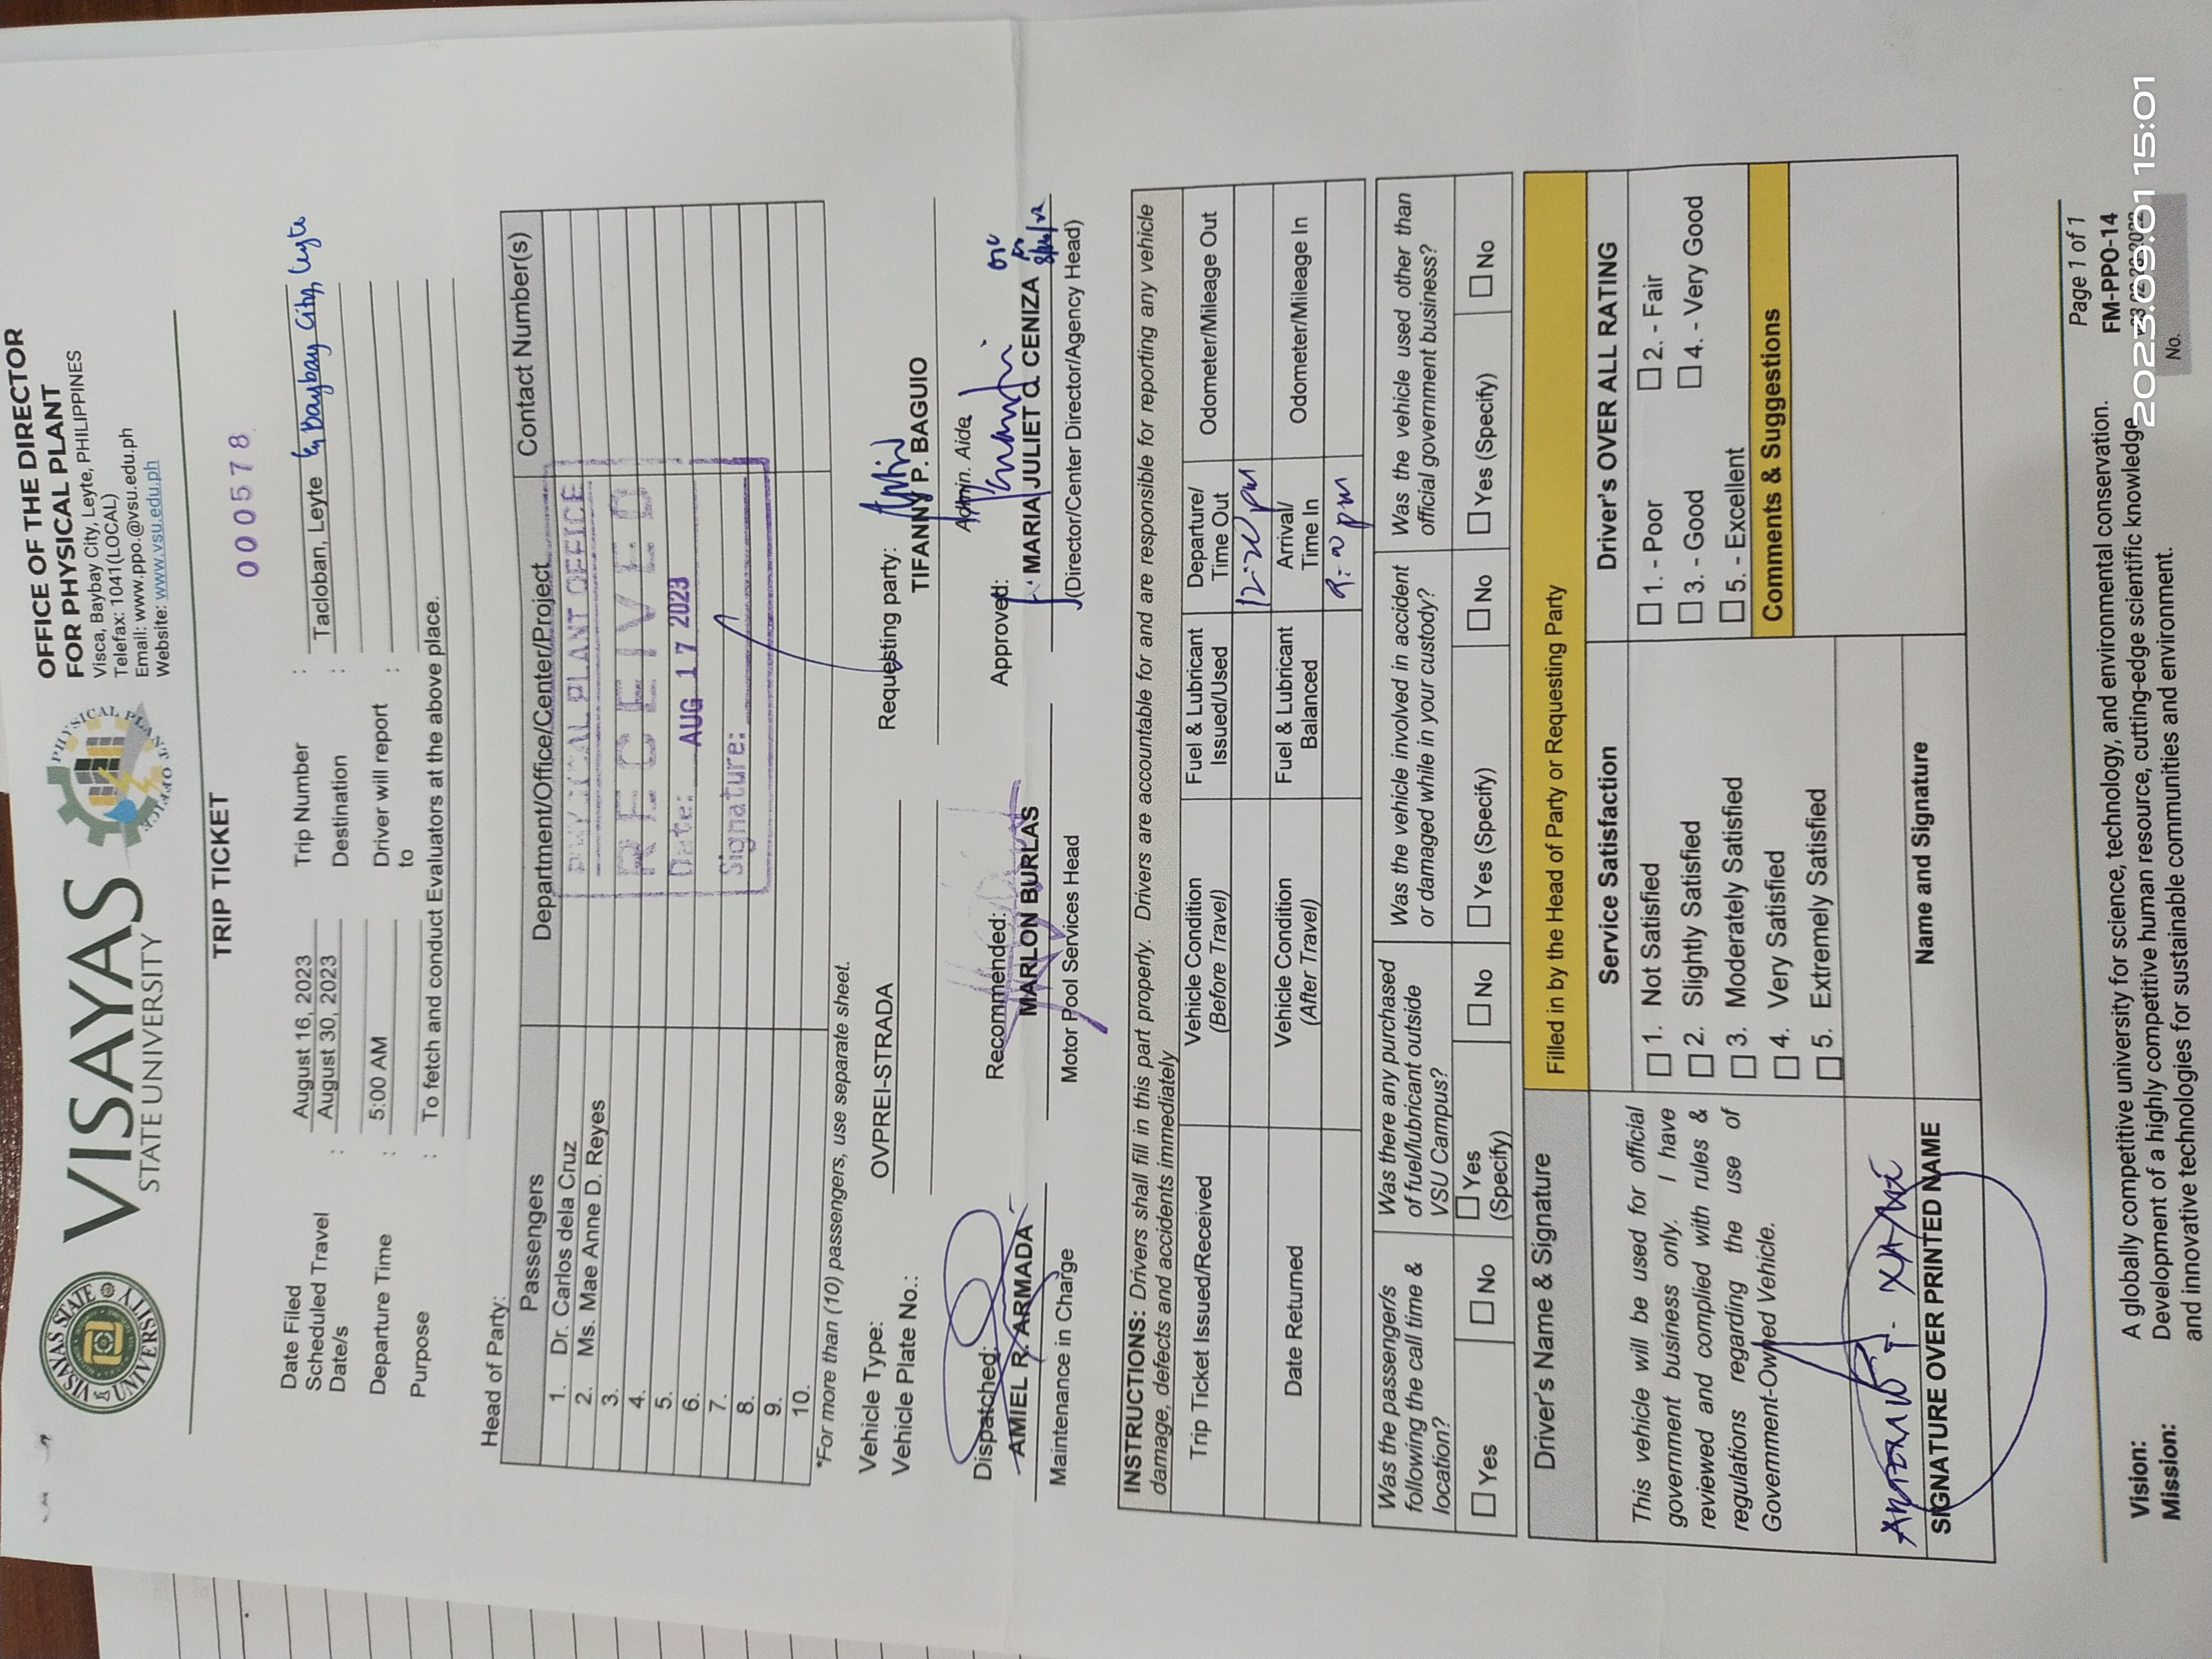 VISAYAS
STATE UNIVERSITY
VISAYAS STATE UNIVERSITY
PHYSICAL PLANT OFFICE
OFFICE OF THE DIRECTOR
FOR PHYSICAL PLANT
Visca, Baybay City, Leyte, PHILIPPINES
Telefax: 1041(LOCAL)
Email: www.ppo.@vsu.edu.ph
Website: www.vsu.edu.ph
TRIP TICKET
000578
Date Filed August 16, 2023 Trip Number :
Scheduled Travel Date/s : August 30, 2023 Destination : Tacloban, Leyte Baybay City, Leyte
Departure Time : 5:00 AM Driver will report to :
Purpose : To fetch and conduct Evaluators at the above place.
Head of Party:
Passengers Department/Office/Center/Project Contact Number(s)
1. Dr. Carlos dela Cruz
2. Ms. Mae Anne D. Reyes
3.
4.
5.
6.
7.
8.
9.
10.
PHYSICAL PLANT OFFICE
RECEIVED
Date: AUG 17 2023
Signature:
*For more than (10) passengers, use separate sheet.
Vehicle Type: OVPREI-STRADA Requesting party:
Vehicle Plate No.: TIFANNY P. BAGUIO
Admin. Aide
Dispatched: Recommended: Approved:
AMIEL R. ARMADA MARLON BURLAS MARIA JULIET C. CENIZA
Maintenance in Charge Motor Pool Services Head (Director/Center Director/Agency Head)
INSTRUCTIONS: Drivers shall fill in this part properly. Drivers are accountable for and are responsible for reporting any vehicle
damage, defects and accidents immediately
Trip Ticket Issued/Received Vehicle Condition (Before Travel) Fuel & Lubricant Issued/Used Departure/ Time Out Odometer/Mileage Out
12:20 pm
Date Returned Vehicle Condition (After Travel) Fuel & Lubricant Balanced Arrival/ Time In Odometer/Mileage In
pm
Was the passenger/s following the call time & location? Was there any purchased of fuel/lubricant outside VSU Campus? Was the vehicle involved in accident or damaged while in your custody? Was the vehicle used other than official government business?
☐ Yes ☐ No ☐ Yes (Specify) ☐ No ☐ Yes (Specify) ☐ No ☐ Yes (Specify) ☐ No
Driver's Name & Signature Filled in by the Head of Party or Requesting Party
This vehicle will be used for official
government business only. I have
reviewed and complied with rules &
regulations regarding the use of
Government-Owned Vehicle.
SIGNATURE OVER PRINTED NAME
Service Satisfaction
☐ 1. Not Satisfied
☐ 2. Slightly Satisfied
☐ 3. Moderately Satisfied
☐ 4. Very Satisfied
☐ 5. Extremely Satisfied
Name and Signature
Driver's OVER ALL RATING
☐ 1. - Poor ☐ 2. - Fair
☐ 3. - Good ☐ 4. - Very Good
☐ 5. - Excellent
Comments & Suggestions
Vision: A globally competitive university for science, technology, and environmental conservation.
Mission: Development of a highly competitive human resource, cutting-edge scientific knowledge
and innovative technologies for sustainable communities and environment.
Page 1 of 1
FM-PPO-14
No.
2023.09.01 15:01